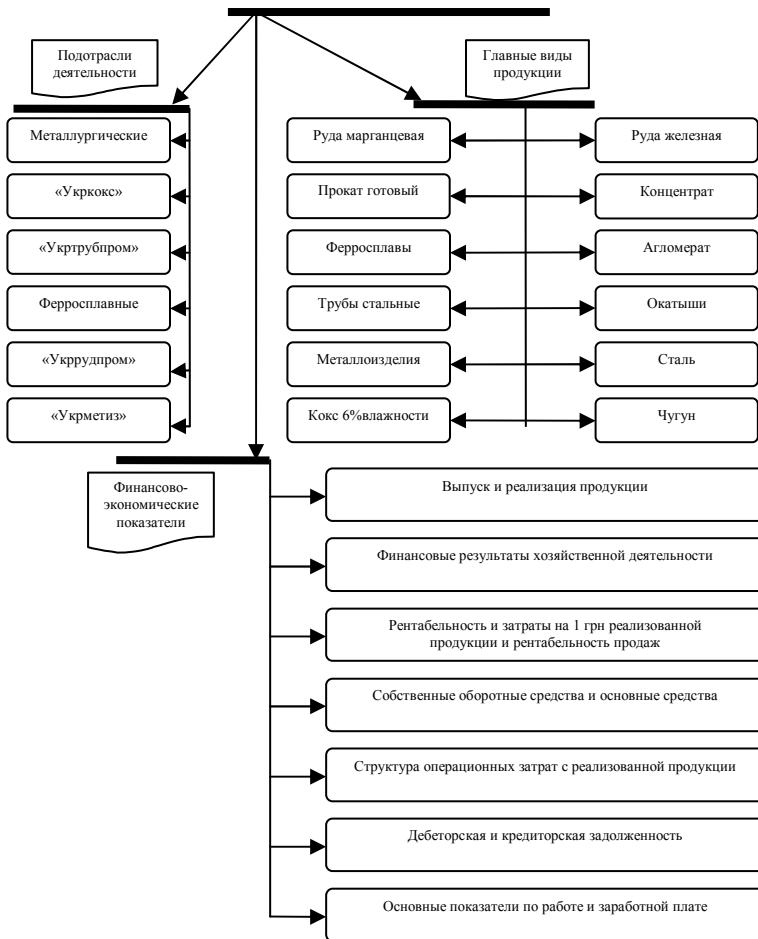 Подотрасли
деятельности
Главные виды
продукции
Металлургические
«Укркокс»
«Укртрубпром»
Ферросплавные
«Укррудпром»
«Укрметиз»
Руда марганцевая
Руда железная
Прокат готовый
Концентрат
Ферросплавы
Агломерат
Трубы стальные
Окатыши
Металлоизделия
Сталь
Кокс 6%влажности
Чугун
Финансово-
экономические
показатели
Выпуск и реализация продукции
Финансовые результаты хозяйственной деятельности
Рентабельность и затраты на 1 грн реализованной
продукции и рентабельность продаж
Собственные оборотные средства и основные средства
Структура операционных затрат с реализованной продукции
Дебеторская и кредиторская задолженность
Основные показатели по работе и заработной плате